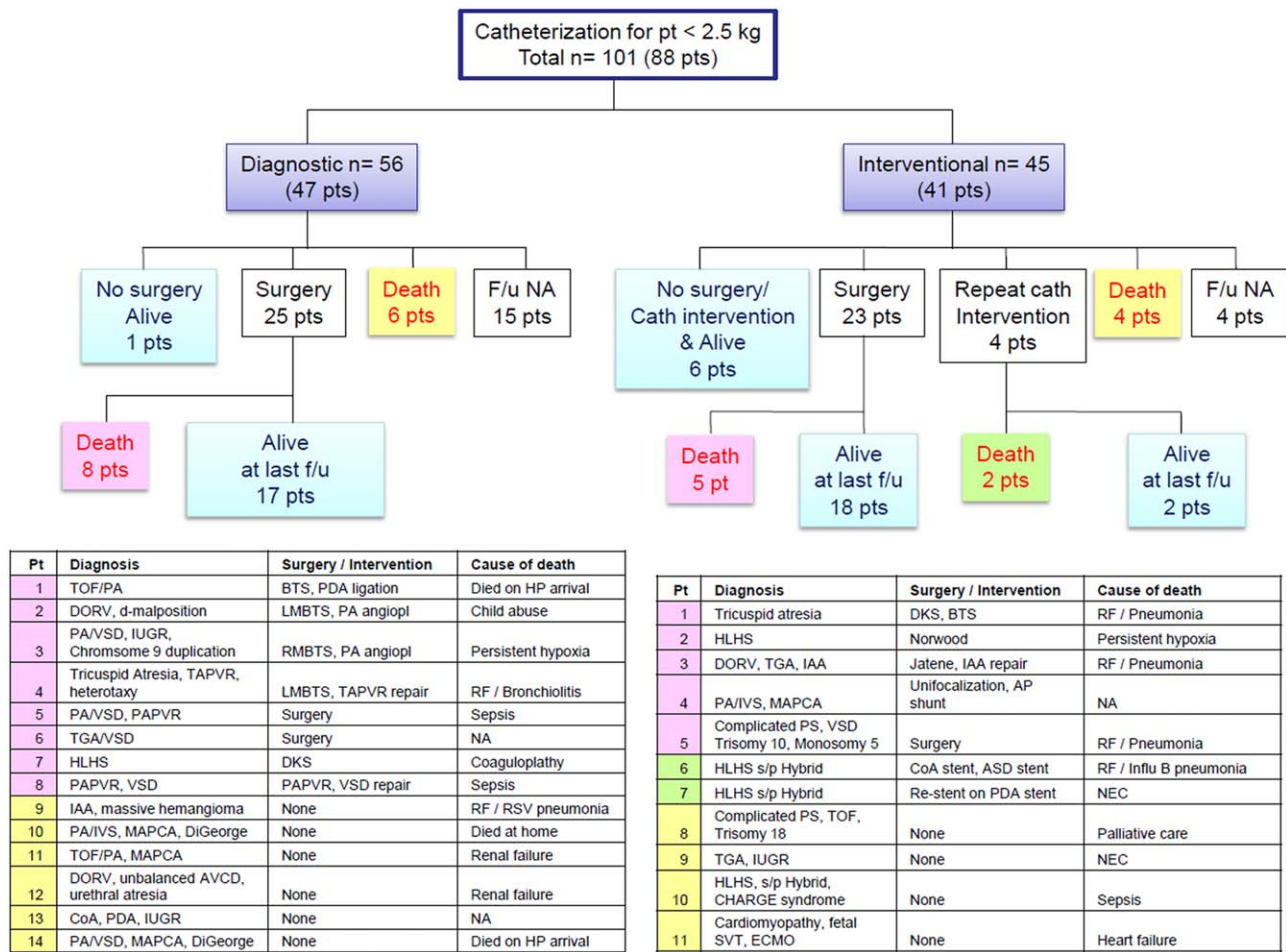 Catheterization for pt < 2.5 kg
Total n= 101 (88 pts)
Diagnostic n= 56
(47 pts)
Interventional n= 45
(41 pts)
No surgery
Alive
1 pts
Surgery
25 pts
Death
6 pts
F/u NA
15 pts
No surgery/
Cath intervention
& Alive
6 pts
Surgery
23 pts
Repeat cath
Intervention
4 pts
Death
4 pts
F/u NA
4 pts
Death
8 pts
Alive
at last f/u
17 pts
Death
5 pt
Alive
at last f/u
18 pts
Death
2 pts
Alive
at last f/u
2 pts
Pt Diagnosis Surgery / Intervention Cause of death
1 TOF/PA BTS, PDA ligation Died on HP arrival
2 DORV, d-malposition LMBTS, PA angiopl Child abuse
PA/VSD, IUGR,
3 Chromsome 9 duplication RMBTS, PA angiopl Persistent hypoxia
Tricuspid Atresia, TAPVR,
4 heterotaxy LMBTS, TAPVR repair RF / Bronchiolitis
5 PA/VSD, PAPVR Surgery Sepsis
6 TGA/VSD Surgery NA
7 HLHS DKS Coaguloplathy
8 PAPVR, VSD PAPVR, VSD repair Sepsis
9 IAA, massive hemangioma None RF / RSV pneumonia
10 PA/IVS, MAPCA, DiGeorge None Died at home
11 TOF/PA, MAPCA None Renal failure
DORV, unbalanced AVCD,
12 urethral atresia None Renal failure
13 CoA, PDA, IUGR None NA
14 PA/VSD, MAPCA, DiGeorge None Died on HP arrival
Pt Diagnosis Surgery / Intervention Cause of death
1 Tricuspid atresia DKS, BTS RF / Pneumonia
2 HLHS Norwood Persistent hypoxia
3 DORV, TGA, IAA Jatene, IAA repair RF / Pneumonia
Unifocalization, AP
4 PA/IVS, MAPCA shunt NA
Complicated PS, VSD
5 Trisomy 10, Monosomy 5 Surgery RF / Pneumonia
6 HLHS s/p Hybrid CoA stent, ASD stent RF / Influ B pneumonia
7 HLHS s/p Hybrid Re-stent on PDA stent NEC
Complicated PS, TOF,
8 Trisomy 18 None Palliative care
9 TGA, IUGR None NEC
HLHS, s/p Hybrid,
10 CHARGE syndrome None Sepsis
Cardiomyopathy, fetal
11 SVT, ECMO None Heart failure